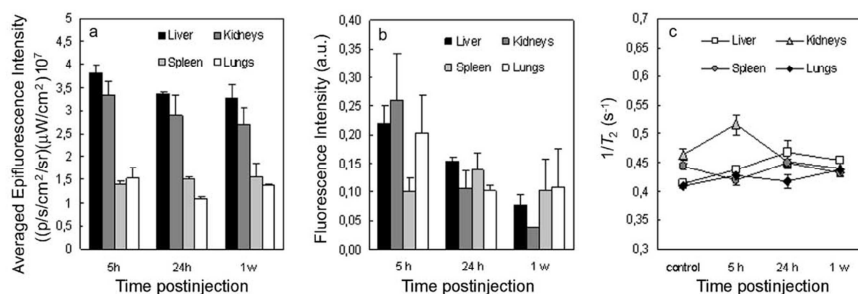 a
Liver
Kidneys
Spleen
Lungs
Averaged Epifluorescence Intensity
((p/s/cm²/sr)(µW/cm²)10⁷
4
3,5
3
2,5
2
1,5
1
0,5
0
5h
24h
1w
Time postinjection
b
Liver
Kidneys
Spleen
Lungs
Fluorescence Intensity (a.u.)
0,40
0,35
0,30
0,25
0,20
0,15
0,10
0,05
0,00
5 h
24 h
1 w
Time postinjection
c
Liver
Kidneys
Spleen
Lungs
1/T₂ (s⁻¹)
0,7
0,65
0,6
0,55
0,5
0,45
0,4
0,35
0,3
control
5 h
24 h
1 w
Time postinjection